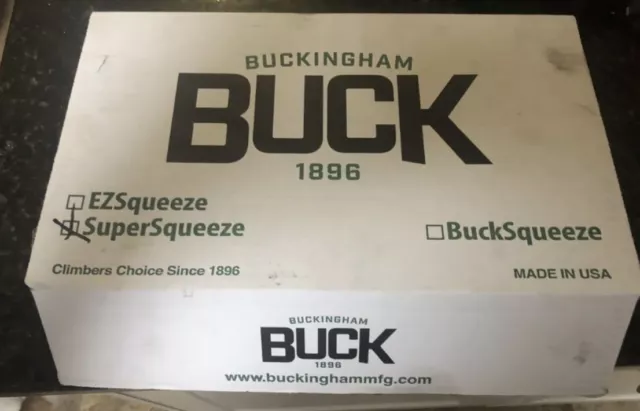 BUCKINGHAM
BUCK
1896
EZSqueeze
SuperSqueeze
BuckSqueeze
Climbers Choice Since 1896
MADE IN USA
BUCKINGHAM
BUCK
1896
www.buckinghammfg.com